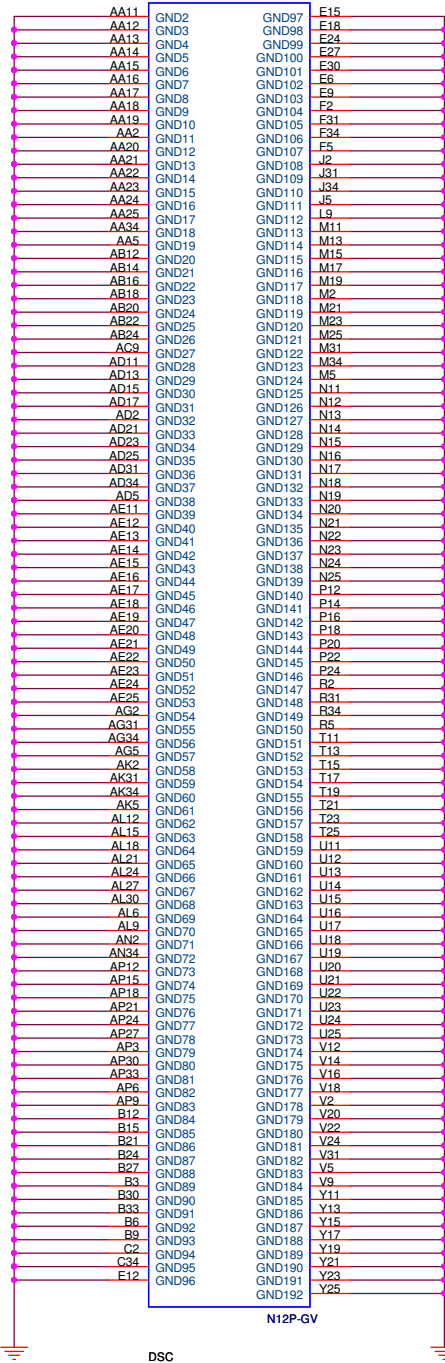 AA11 GND2 GND97 E15
AA12 GND3 GND98 E18
AA13 GND4 GND99 E24
AA14 GND5 GND100 E27
AA15 GND6 GND101 E30
AA16 GND7 GND102 E6
AA17 GND8 GND103 E9
AA18 GND9 GND104 F2
AA19 GND10 GND105 F31
AA2 GND11 GND106 F34
AA20 GND12 GND107 F5
AA21 GND13 GND108 J2
AA22 GND14 GND109 J31
AA23 GND15 GND110 J34
AA24 GND16 GND111 J5
AA25 GND17 GND112 L9
AA34 GND18 GND113 M11
AA5 GND19 GND114 M13
AB12 GND20 GND115 M15
AB14 GND21 GND116 M17
AB16 GND22 GND117 M19
AB18 GND23 GND118 M2
AB20 GND24 GND119 M21
AB22 GND25 GND120 M23
AB24 GND26 GND121 M25
AC9 GND27 GND122 M31
AD11 GND28 GND123 M34
AD13 GND29 GND124 M5
AD15 GND30 GND125 N11
AD17 GND31 GND126 N12
AD2 GND32 GND127 N13
AD21 GND33 GND128 N14
AD23 GND34 GND129 N15
AD25 GND35 GND130 N16
AD31 GND36 GND131 N17
AD34 GND37 GND132 N18
AD5 GND38 GND133 N19
AE11 GND39 GND134 N20
AE12 GND40 GND135 N21
AE13 GND41 GND136 N22
AE14 GND42 GND137 N23
AE15 GND43 GND138 N24
AE16 GND44 GND139 N25
AE17 GND45 GND140 P12
AE18 GND46 GND141 P14
AE19 GND47 GND142 P16
AE20 GND48 GND143 P18
AE21 GND49 GND144 P20
AE22 GND50 GND145 P22
AE23 GND51 GND146 P24
AE24 GND52 GND147 R2
AE25 GND53 GND148 R31
AG2 GND54 GND149 R34
AG31 GND55 GND150 R5
AG34 GND56 GND151 T11
AG5 GND57 GND152 T13
AK2 GND58 GND153 T15
AK31 GND59 GND154 T17
AK34 GND60 GND155 T19
AK5 GND61 GND156 T21
AL12 GND62 GND157 T23
AL15 GND63 GND158 T25
AL18 GND64 GND159 U11
AL21 GND65 GND160 U12
AL24 GND66 GND161 U13
AL27 GND67 GND162 U14
AL30 GND68 GND163 U15
AL6 GND69 GND164 U16
AL9 GND70 GND165 U17
AN2 GND71 GND166 U18
AN34 GND72 GND167 U19
AP12 GND73 GND168 U20
AP15 GND74 GND169 U21
AP18 GND75 GND170 U22
AP21 GND76 GND171 U23
AP24 GND77 GND172 U24
AP27 GND78 GND173 U25
AP3 GND79 GND174 V12
AP30 GND80 GND175 V14
AP33 GND81 GND176 V16
AP6 GND82 GND177 V18
AP9 GND83 GND178 V2
B12 GND84 GND179 V20
B15 GND85 GND180 V22
B21 GND86 GND181 V24
B24 GND87 GND182 V31
B27 GND88 GND183 V5
B3 GND89 GND184 V9
B30 GND90 GND185 Y11
B33 GND91 GND186 Y13
B6 GND92 GND187 Y15
B9 GND93 GND188 Y17
C2 GND94 GND189 Y19
C34 GND95 GND190 Y21
E12 GND96 GND191 Y23
GND192 Y25
N12P-GV
DSC